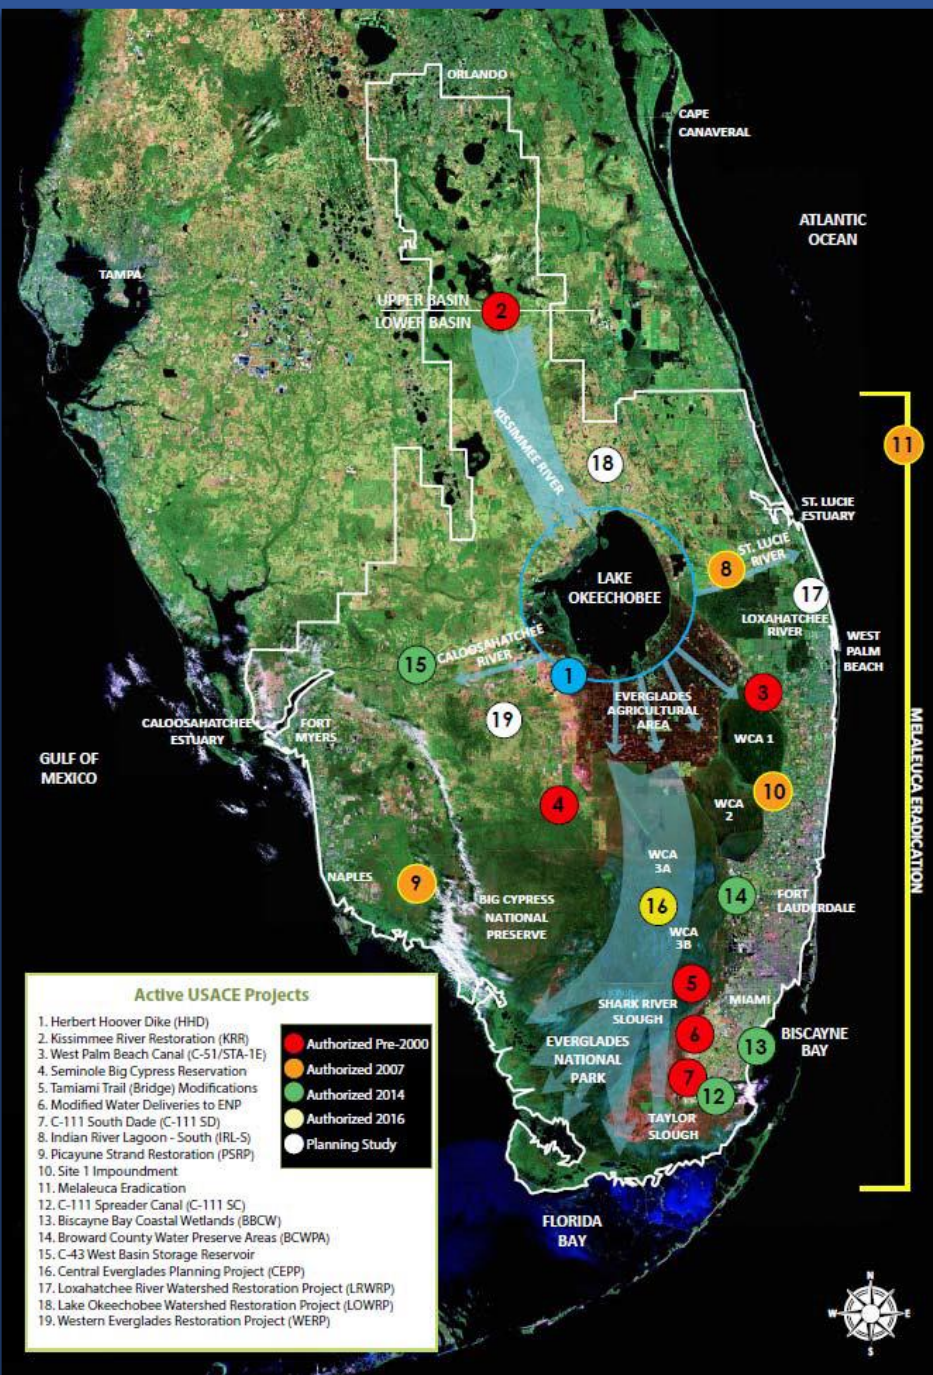 ORLANDO
CAPE
CANAVERAL
ATLANTIC
OCEAN
TAMPA
UPPER BASIN
LOWER BASIN
2
KISSIMMEE RIVER
11
18
ST. LUCIE
ESTUARY
ST. LUCIE
RIVER
8
LAKE
OKEECHOBEE
17
LOXAHATCHEE
RIVER
WEST
PALM
BEACH
CALOOSAHATCHEE
RIVER
15
1
3
EVERGLADES
AGRICULTURAL
AREA
19
CALOOSAHATCHEE
ESTUARY
FORT
MYERS
WCA 1
GULF OF
MEXICO
MELALEUCA ERADICATION
10
4
WCA
2
WCA
3A
NAPLES
9
14
FORT
LAUDERDALE
BIG CYPRESS
NATIONAL
PRESERVE
16
WCA
3B
5
MIAMI
SHARK RIVER
SLOUGH
6
13
BISCAYNE
BAY
EVERGLADES
NATIONAL
PARK
7
12
TAYLOR
SLOUGH
FLORIDA
BAY
Active USACE Projects
1. Herbert Hoover Dike (HHD)
2. Kissimmee River Restoration (KRR)
3. West Palm Beach Canal (C-51/STA-1E)
4. Seminole Big Cypress Reservation
5. Tamiami Trail (Bridge) Modifications
6. Modified Water Deliveries to ENP
7. C-111 South Dade (C-111 SD)
8. Indian River Lagoon - South (IRL-S)
9. Picayune Strand Restoration (PSRP)
10. Site 1 Impoundment
11. Melaleuca Eradication
12. C-111 Spreader Canal (C-111 SC)
13. Biscayne Bay Coastal Wetlands (BBCW)
14. Broward County Water Preserve Areas (BCWPA)
15. C-43 West Basin Storage Reservoir
16. Central Everglades Planning Project (CEPP)
17. Loxahatchee River Watershed Restoration Project (LRWRP)
18. Lake Okeechobee Watershed Restoration Project (LOWRP)
19. Western Everglades Restoration Project (WERP)
Authorized Pre-2000
Authorized 2007
Authorized 2014
Authorized 2016
Planning Study
N
W
E
S